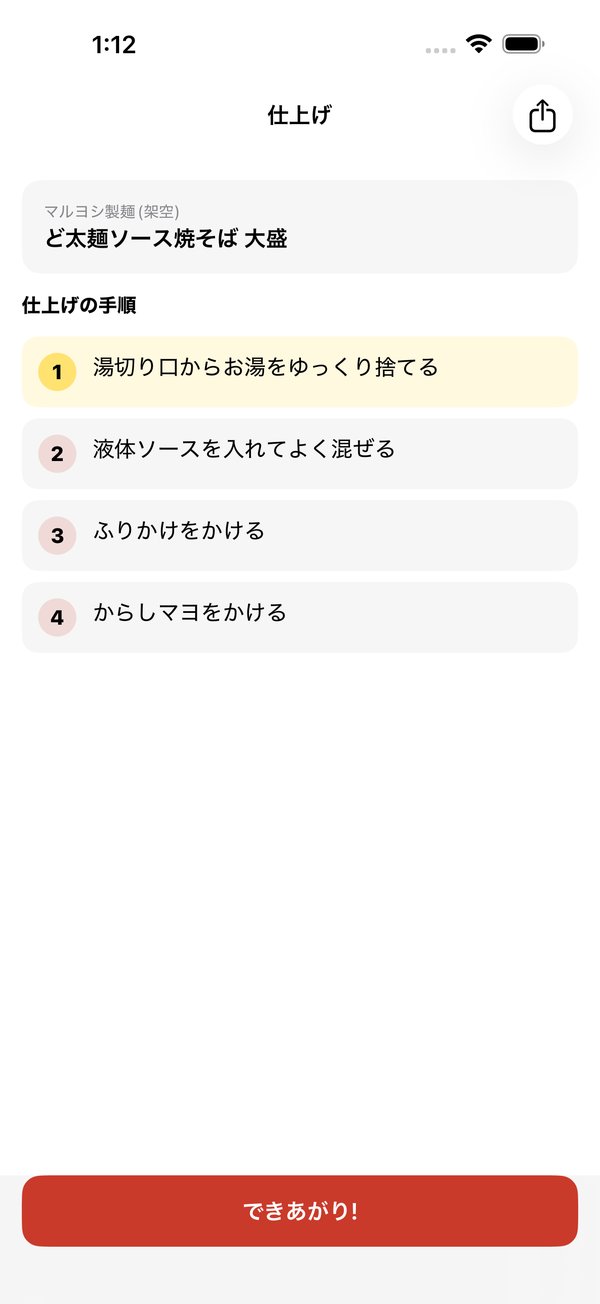 1:12
仕上げ
マルヨシ製麺 (架空)
ど太麺ソース焼そば 大盛
仕上げの手順
1 湯切り口からお湯をゆっくり捨てる
2 液体ソースを入れてよく混ぜる
3 ふりかけをかける
4 からしマヨをかける
できあがり!